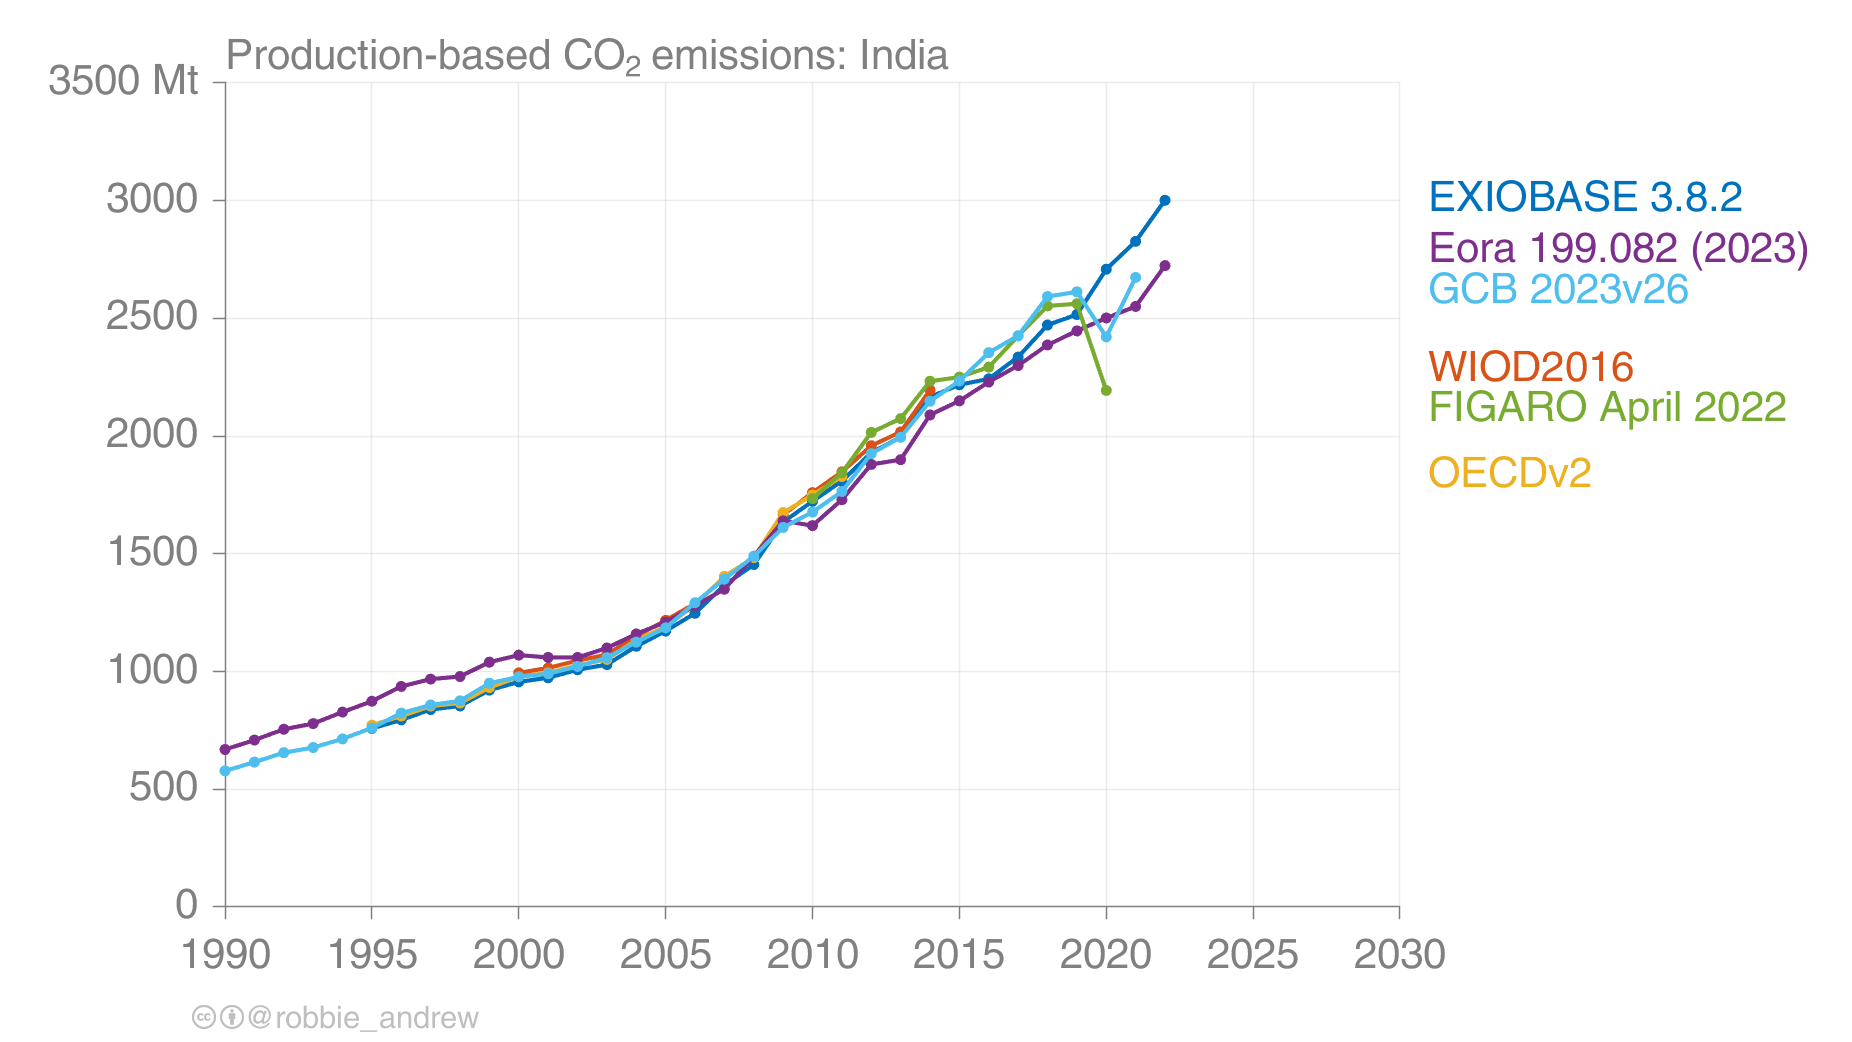 Production-based CO₂ emissions: India
3500 Mt
3000
2500
2000
1500
1000
500
0
1990 1995 2000 2005 2010 2015 2020 2025 2030
EXIOBASE 3.8.2
Eora 199.082 (2023)
GCB 2023v26
WIOD2016
FIGARO April 2022
OECDv2
cc @robbie_andrew